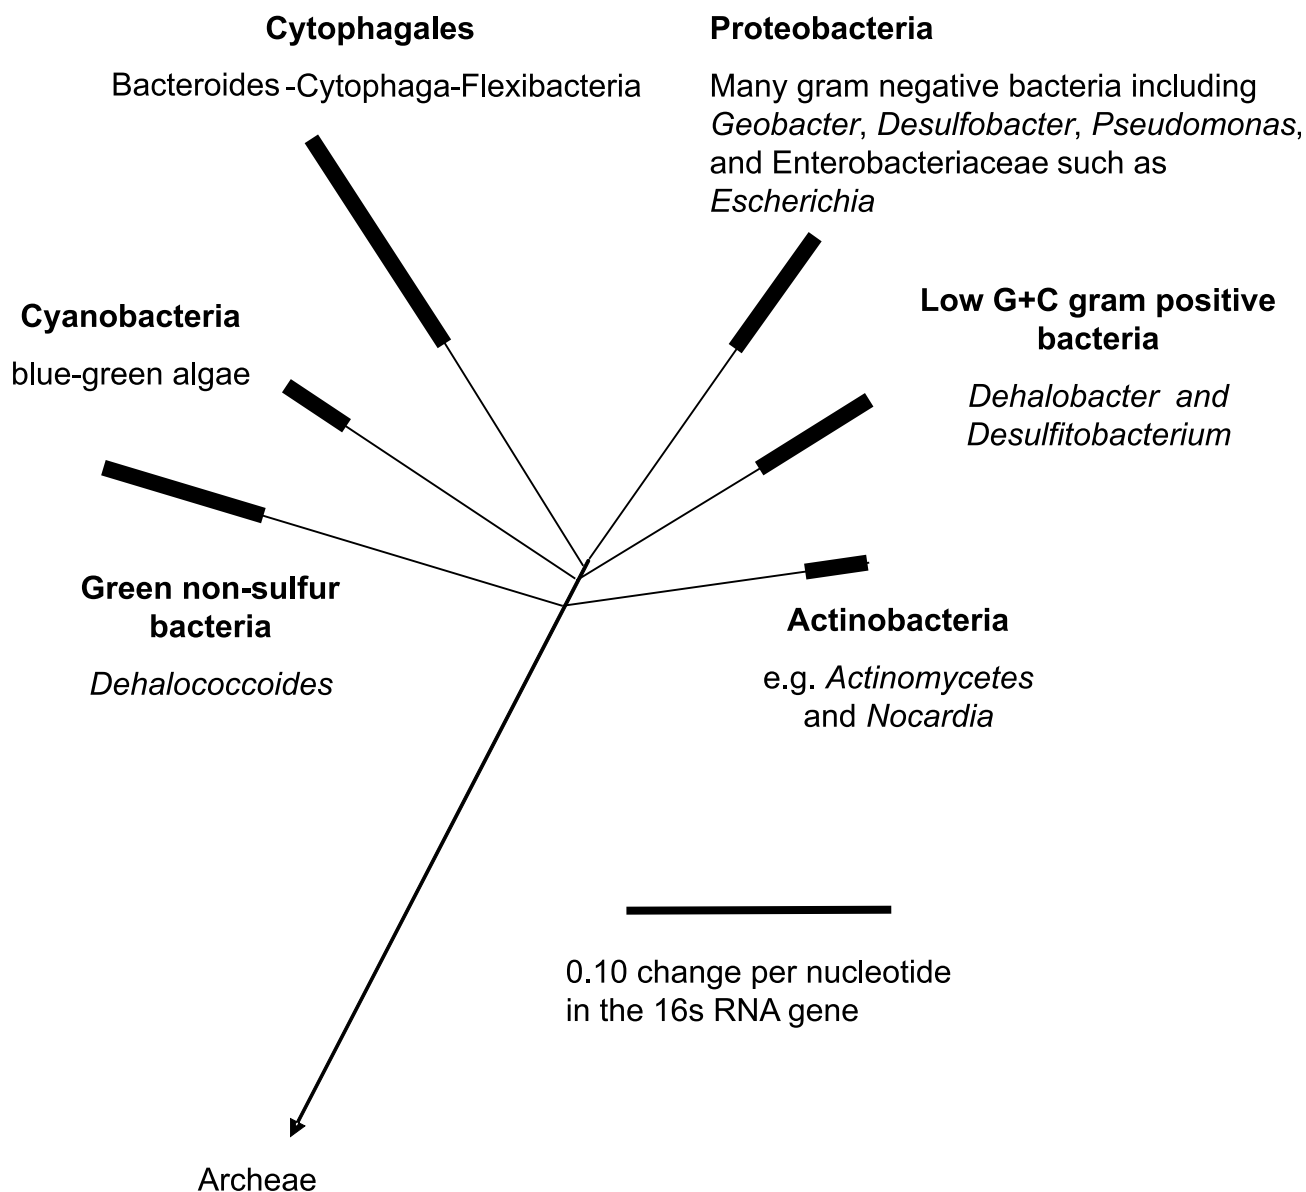 Cytophagales
Bacteroides -Cytophaga-Flexibacteria
Proteobacteria
Many gram negative bacteria including
Geobacter, Desulfobacter, Pseudomonas,
and Enterobacteriaceae such as
Escherichia
Cyanobacteria
blue-green algae
Low G+C gram positive
bacteria
Dehalobacter and
Desulfitobacterium
Green non-sulfur
bacteria
Dehalococcoides
Actinobacteria
e.g. Actinomycetes
and Nocardia
0.10 change per nucleotide
in the 16s RNA gene
Archeae